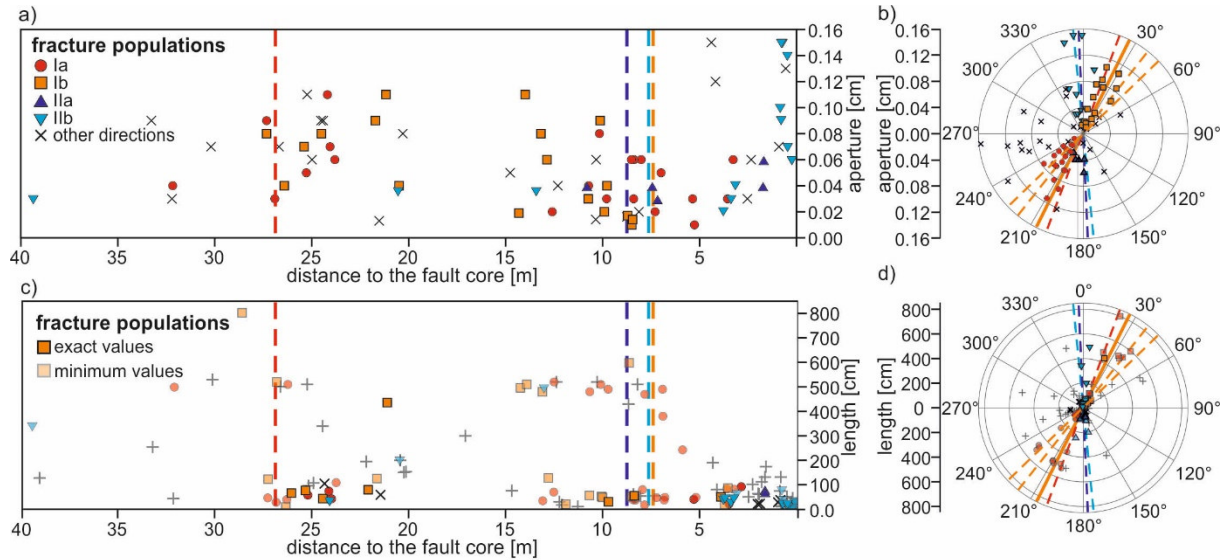 a)
fracture populations
Ia
Ib
IIa
IIb
other directions
0.16
0.14
0.12
0.10
0.08
0.06
0.04
0.02
0.00
aperture [cm]
40 35 30 25 20 15 10 5
distance to the fault core [m]
b)
0.16
0.12
0.08
0.04
0.00
0.04
0.08
0.12
0.16
aperture [cm]
330° 30°
300° 60°
270° 90°
240° 120°
210° 150°
180°
c)
fracture populations
exact values
minimum values
800
700
600
500
400
300
200
100
0.0
length [cm]
40 35 30 25 20 15 10 5
distance to the fault core [m]
d)
800
600
400
200
0
200
400
600
800
length [cm]
0°
330° 30°
300° 60°
270° 90°
240° 120°
210° 150°
180°